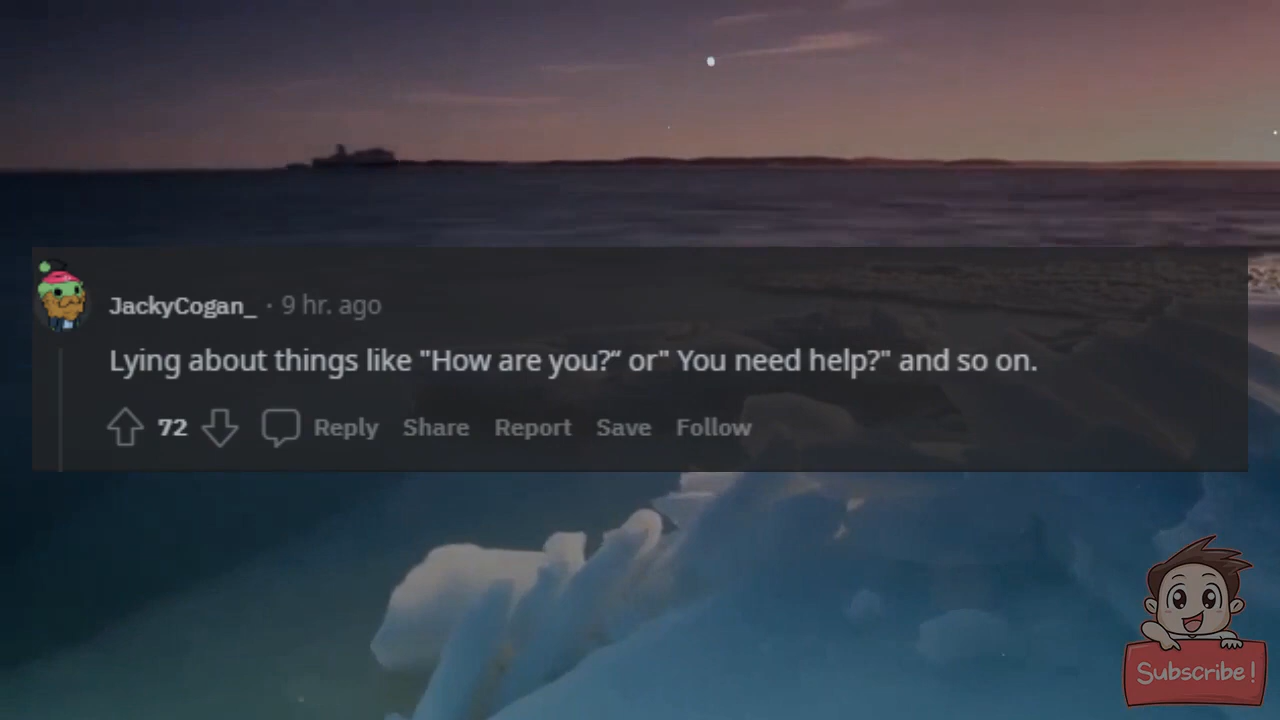 JackyCogan_ · 9 hr. ago
Lying about things like "How are you?“ or" You need help?" and so on.
72 Reply Share Report Save Follow
Subscribe!